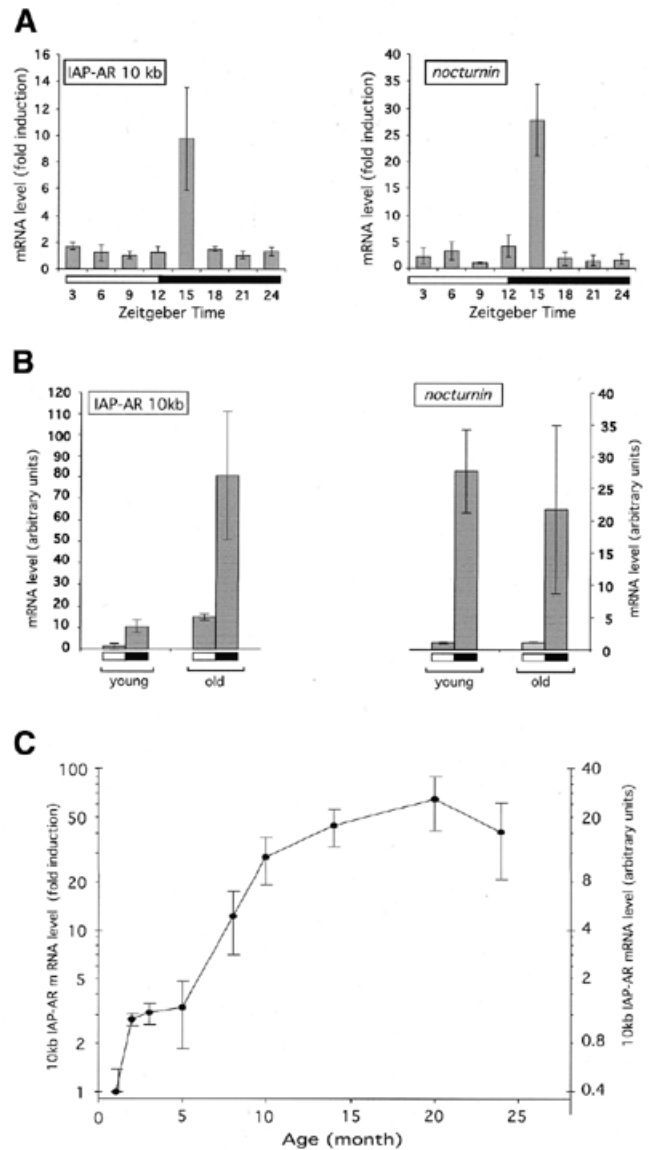 A
IAP-AR 10 kb
mRNA level (fold induction)
16
14
12
10
8
6
4
2
0
3 6 9 12 15 18 21 24
Zeitgeber Time
nocturnin
mRNA level (fold induction)
40
35
30
25
20
15
10
5
0
3 6 9 12 15 18 21 24
Zeitgeber Time
B
IAP-AR 10kb
mRNA level (arbitrary units)
120
110
100
90
80
70
60
50
40
30
20
10
0
young old
nocturnin
40
35
30
25
20
15
10
5
0
mRNA level (arbitrary units)
young old
C
10kb IAP-AR m RNA level (fold induction)
100
50
20
10
5
2
1
0 5 10 15 20 25
Age (month)
40
20
8
4
2
0.8
0.4
10kb IAP-AR mRNA level (arbitrary units)